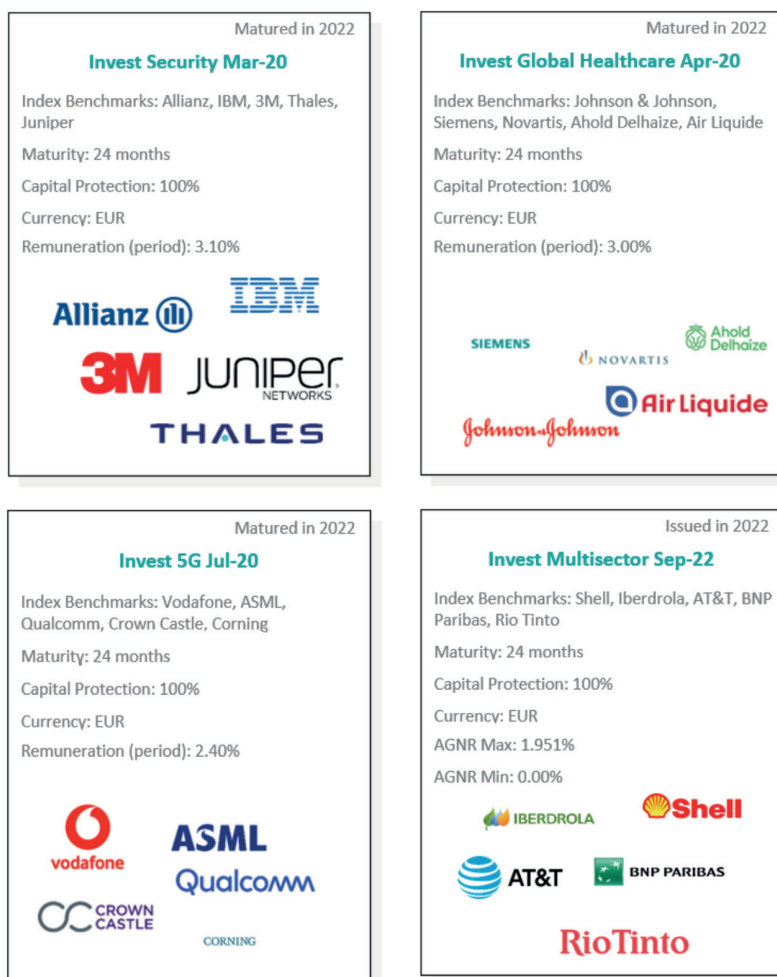 Matured in 2022
Invest Security Mar-20
Index Benchmarks: Allianz, IBM, 3M, Thales,
Juniper
Maturity: 24 months
Capital Protection: 100%
Currency: EUR
Remuneration (period): 3.10%
Allianz
IBM
3M
JUNIPer
NETWORKS
THALES
Matured in 2022
Invest Global Healthcare Apr-20
Index Benchmarks: Johnson & Johnson,
Siemens, Novartis, Ahold Delhaize, Air Liquide
Maturity: 24 months
Capital Protection: 100%
Currency: EUR
Remuneration (period): 3.00%
SIEMENS
NOVARTIS
Ahold
Delhaize
Air Liquide
Johnson & Johnson
Matured in 2022
Invest 5G Jul-20
Index Benchmarks: Vodafone, ASML,
Qualcomm, Crown Castle, Corning
Maturity: 24 months
Capital Protection: 100%
Currency: EUR
Remuneration (period): 2.40%
vodafone
ASML
Qualcomm
CROWN
CASTLE
CORNING
Issued in 2022
Invest Multisector Sep-22
Index Benchmarks: Shell, Iberdrola, AT&T, BNP
Paribas, Rio Tinto
Maturity: 24 months
Capital Protection: 100%
Currency: EUR
AGNR Max: 1.951%
AGNR Min: 0.00%
IBERDROLA
Shell
AT&T
BNP PARIBAS
RioTinto